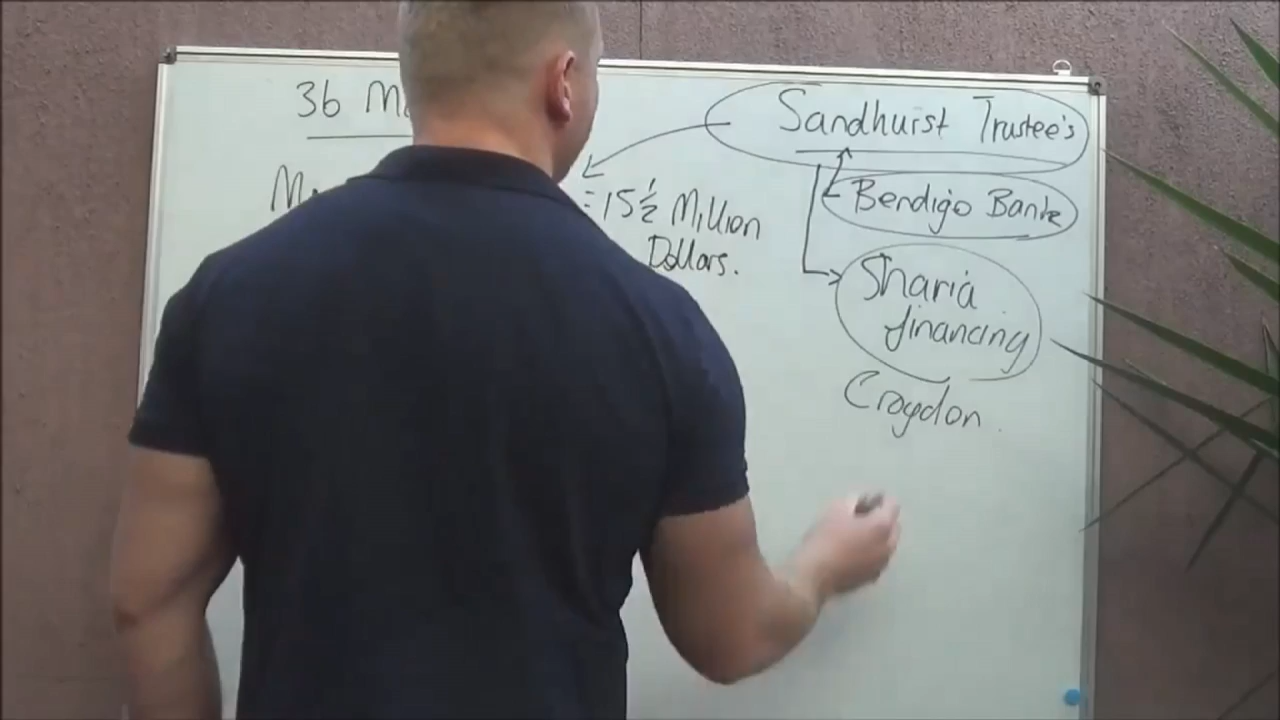 36
Sandhurst Trustee's
= 15½ Million
Dollars.
Bendigo Bank
Sharia
financing
Croydon.